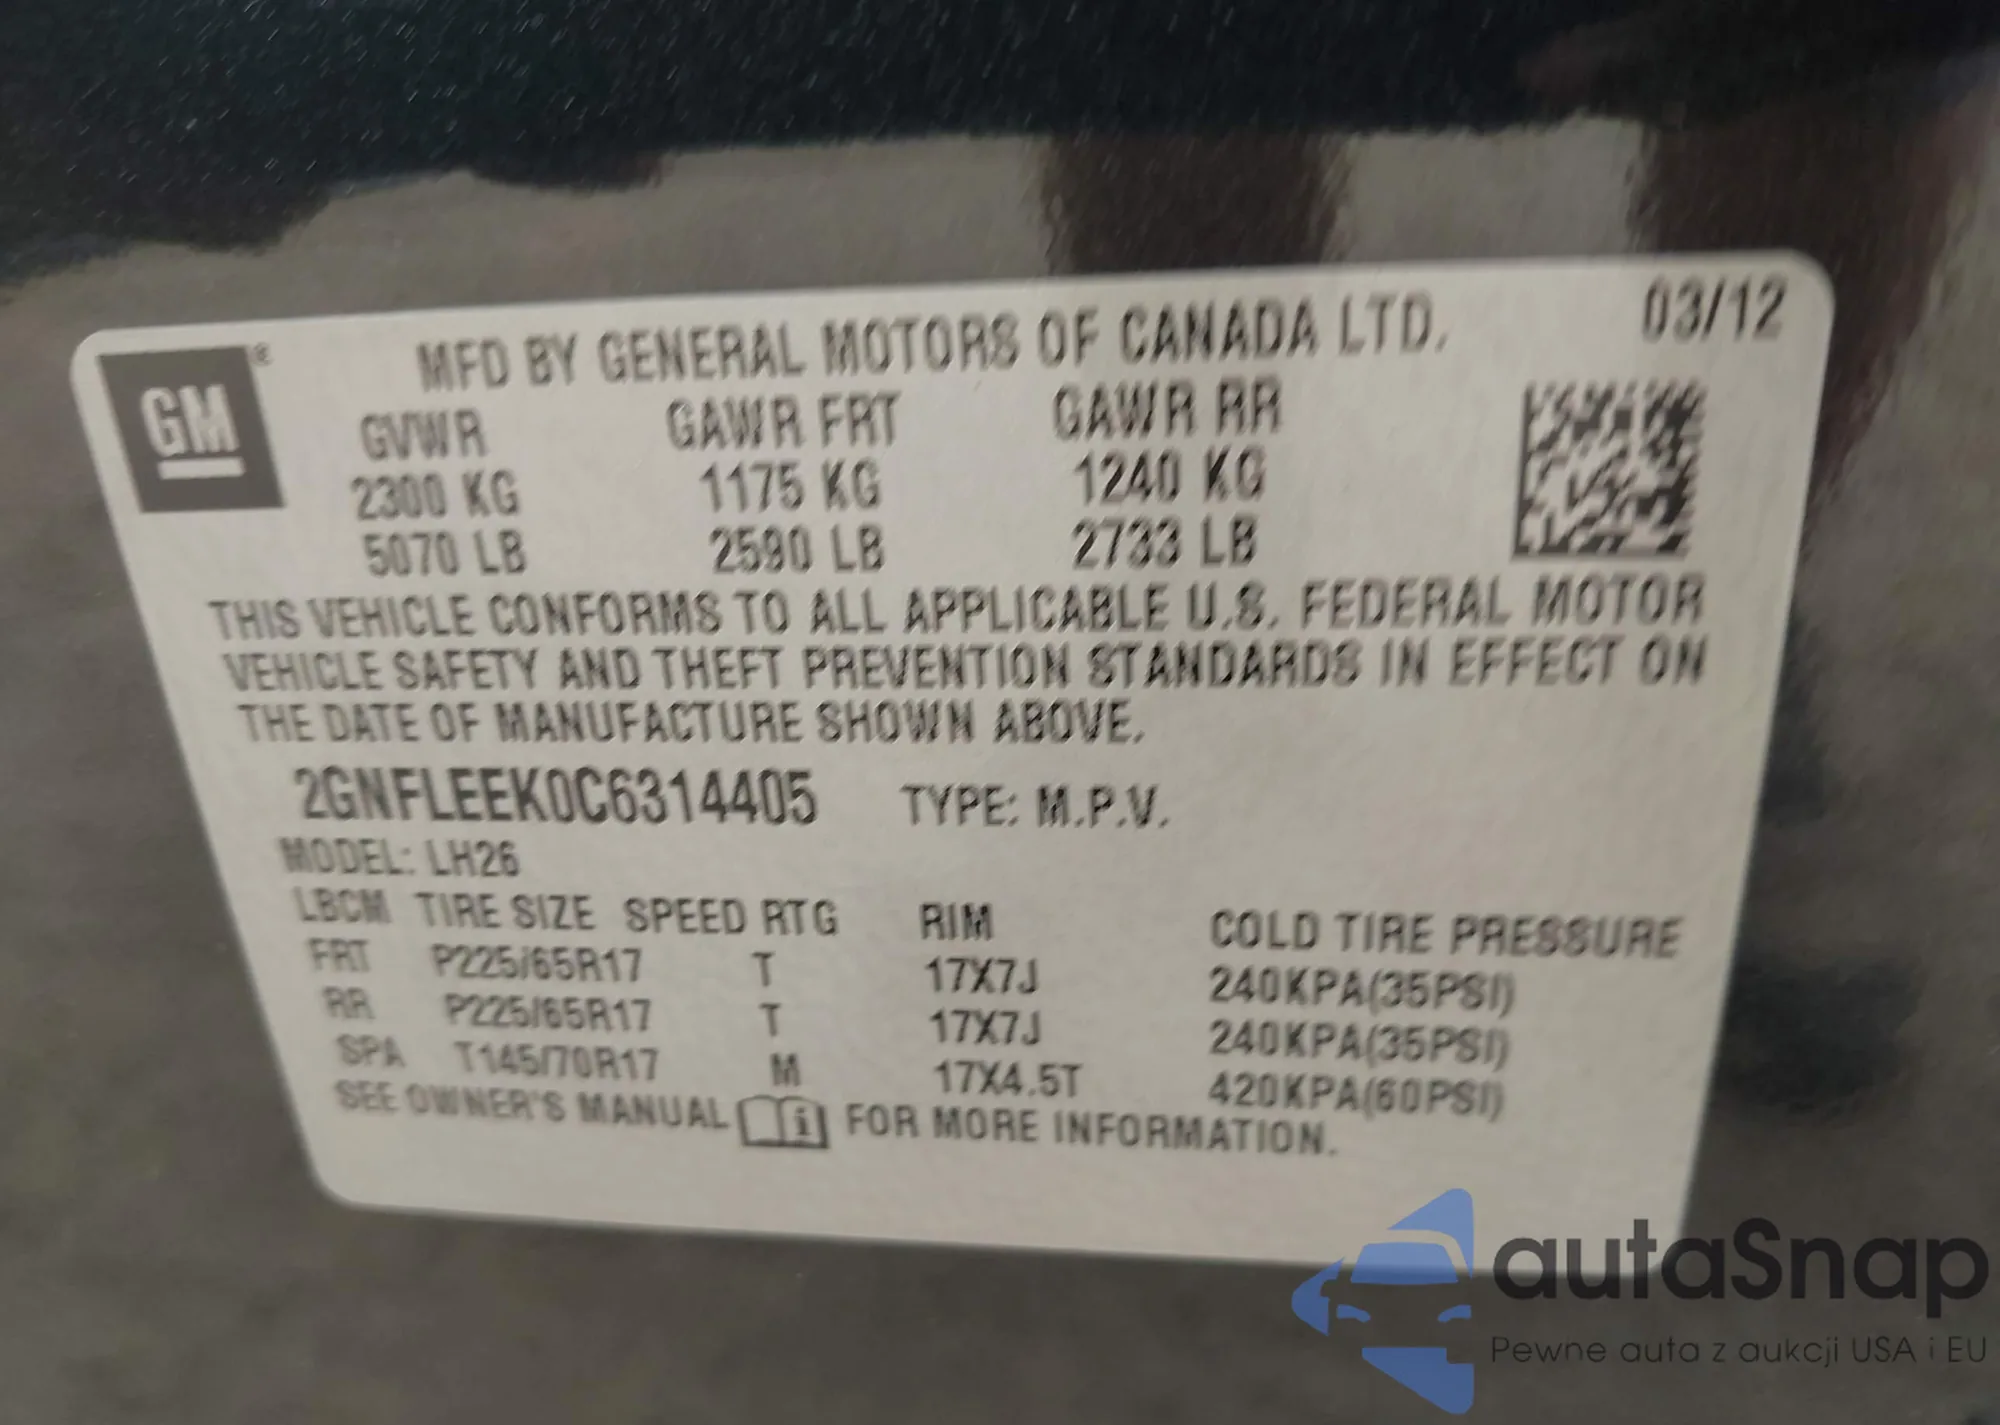 MFD BY GENERAL MOTORS OF CANADA LTD. 03/12
GM®
GVWR GAWR FRT GAWR RR
2300 KG 1175 KG 1240 KG
5070 LB 2590 LB 2733 LB
THIS VEHICLE CONFORMS TO ALL APPLICABLE U.S. FEDERAL MOTOR
VEHICLE SAFETY AND THEFT PREVENTION STANDARDS IN EFFECT ON
THE DATE OF MANUFACTURE SHOWN ABOVE.
2GNFLEEK0C6314405 TYPE: M.P.V.
MODEL: LH26
LBCM TIRE SIZE SPEED RTG RIM COLD TIRE PRESSURE
FRT P225/65R17 T 17X7J 240KPA(35PSI)
RR P225/65R17 T 17X7J 240KPA(35PSI)
SPA T145/70R17 M 17X4.5T 420KPA(60PSI)
SEE OWNER'S MANUAL i FOR MORE INFORMATION.
autaSnap
Pewne auta z aukcji USA i EU